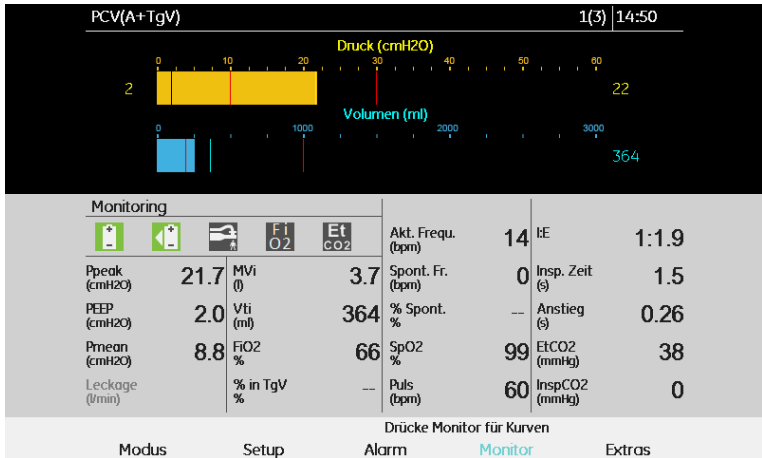 PCV(A+TgV) 1(3) 14:50
Druck (cmH2O)
0 10 20 30 40 50 60
2 22
Volumen (ml)
0 1000 2000 3000
364
Monitoring
Fi O2
Et CO2
Akt. Frequ. (bpm) 14
I:E 1:1.9
Ppeak (cmH2O) 21.7
MVi (l) 3.7
Spont. Fr. (bpm) 0
Insp. Zeit (s) 1.5
PEEP (cmH2O) 2.0
Vti (ml) 364
% Spont. % --
Anstieg (s) 0.26
Pmean (cmH2O) 8.8
FiO2 % 66
SpO2 % 99
EtCO2 (mmHg) 38
Leckage (l/min)
% in TgV % --
Puls (bpm) 60
InspCO2 (mmHg) 0
Drücke Monitor für Kurven
Modus Setup Alarm Monitor Extras